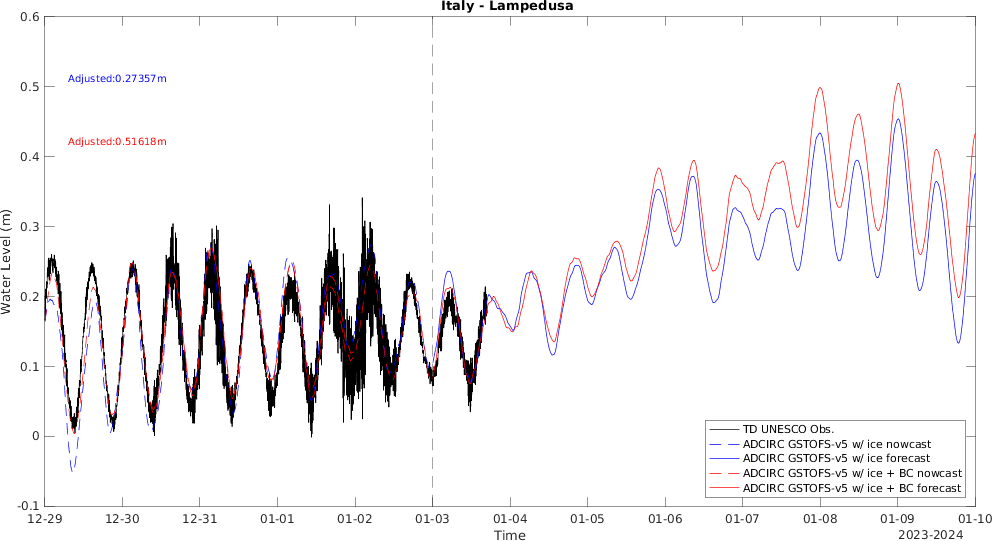 Italy - Lampedusa
0.6
0.5
0.4
0.3
0.2
0.1
0
-0.1
Water Level (m)
Adjusted:0.27357m
Adjusted:0.51618m
TD UNESCO Obs.
ADCIRC GSTOFS-v5 w/ ice nowcast
ADCIRC GSTOFS-v5 w/ ice forecast
ADCIRC GSTOFS-v5 w/ ice + BC nowcast
ADCIRC GSTOFS-v5 w/ ice + BC forecast
12-29 12-30 12-31 01-01 01-02 01-03 01-04 01-05 01-06 01-07 01-08 01-09 01-10
Time
2023-2024